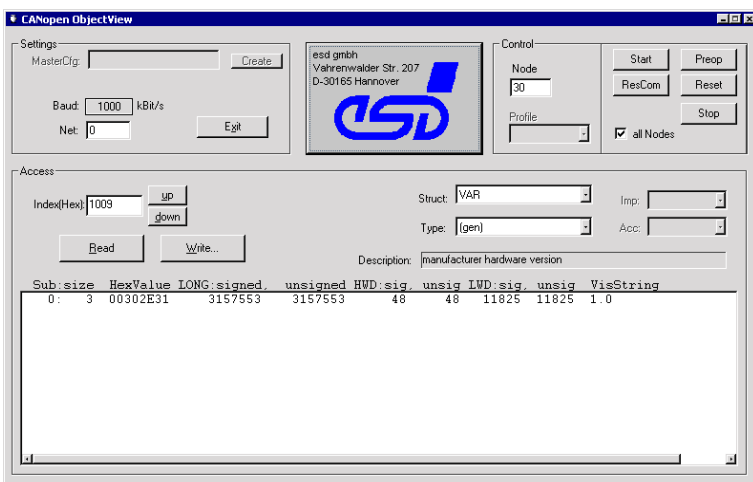 CANopen ObjectView
Settings
MasterCfg:
Create
Baud: 1000 kBit/s
Net: 0
Exit
esd gmbh
Vahrenwalder Str. 207
D-30165 Hannover
esd
Control
Node
30
Profile
Start Preop
ResCom Reset
Stop
all Nodes
Access
Index(Hex): 1009
up
down
Read Write...
Struct: VAR
Type: (gen)
Imp:
Acc:
Description: manufacturer hardware version
Sub:size HexValue LONG:signed, unsigned HWD:sig, unsig LWD:sig, unsig VisString
0: 3 00302E31 3157553 3157553 48 48 11825 11825 1.0